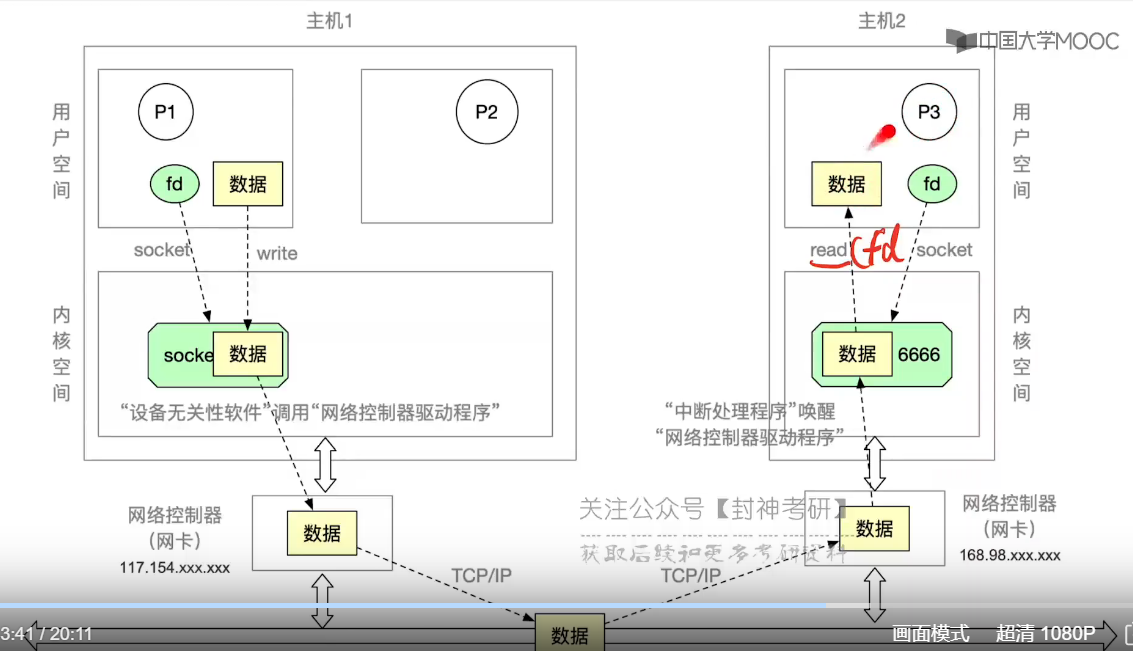 主机1
主机2
中国大学MOOC
用户空间
P1
P2
P3
用户空间
fd
数据
数据
fd
socket
write
read
(fd
socket
内核空间
socke
数据
数据
6666
内核空间
“设备无关性软件”调用“网络控制器驱动程序”
“中断处理程序”唤醒
“网络控制器驱动程序”
网络控制器
(网卡)
117.154.xxx.xxx
数据
关注公众号【封神考研】
获取后续和更多考研资料
数据
网络控制器
(网卡)
168.98.xxx.xxx
TCP/IP
TCP/IP
数据
3:41 / 20:11
画面模式
超清 1080P